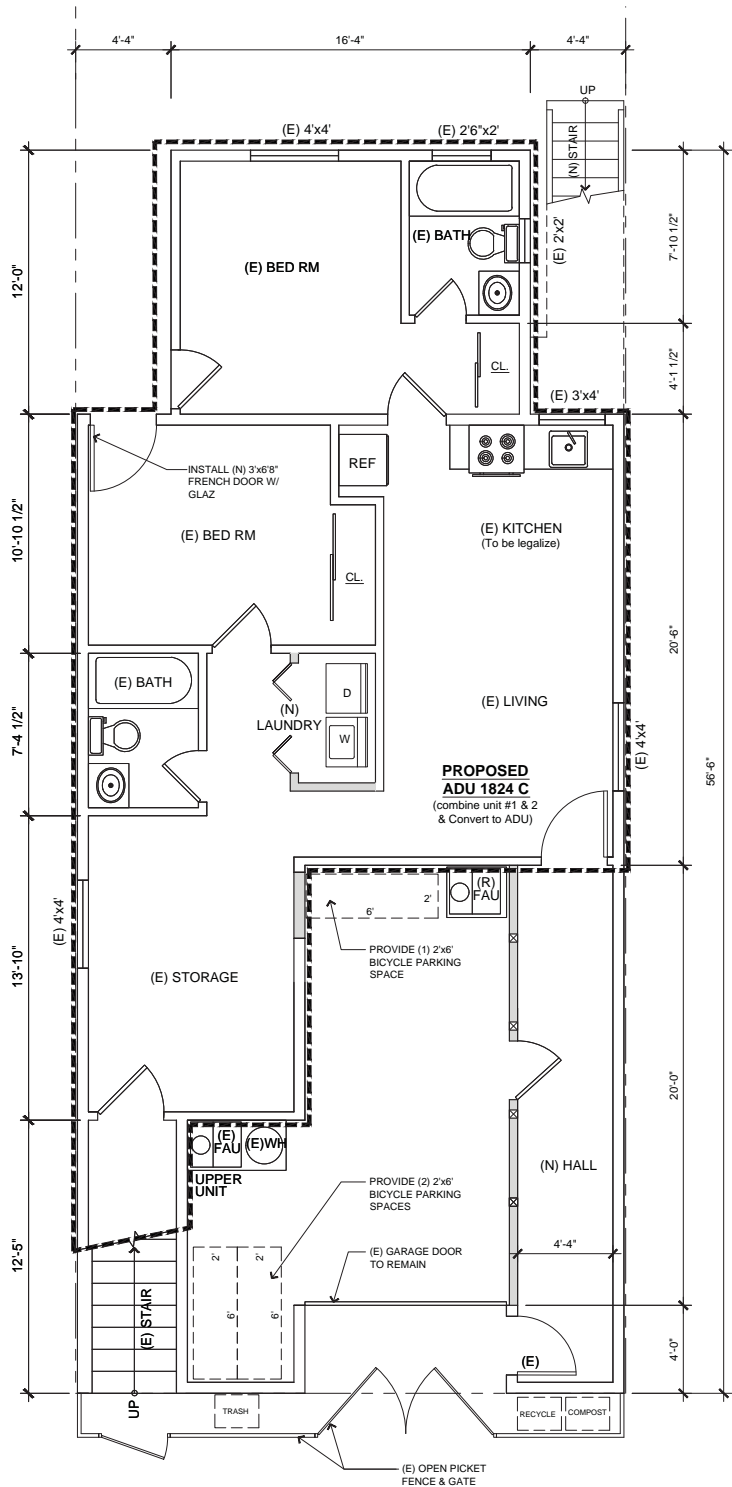 4'-4"
16'-4"
4'-4"
UP
(N) STAIR
(E) 4'x4'
(E) 2'6"x2'
(E) 2'x2'
7'-10 1/2"
12'-0"
(E) BED RM
(E) BATH
CL.
4'-1 1/2"
(E) 3'x4'
INSTALL (N) 3'x6'8"
FRENCH DOOR W/
GLAZ
REF
10'-10 1/2"
(E) BED RM
CL.
(E) KITCHEN
(To be legalize)
20'-6"
(E) BATH
(N)
LAUNDRY
D
W
(E) LIVING
7'-4 1/2"
(E) 4'x4'
56'-6"
PROPOSED
ADU 1824 C
(combine unit #1 & 2
& Convert to ADU)
(R)
FAU
2'
6'
(E) 4'x4'
PROVIDE (1) 2'x6'
BICYCLE PARKING
SPACE
13'-10"
(E) STORAGE
20'-0"
(E)
FAU
(E)WH
UPPER
UNIT
(N) HALL
PROVIDE (2) 2'x6'
BICYCLE PARKING
SPACES
12'-5"
2'
2'
6'
6'
(E) GARAGE DOOR
TO REMAIN
4'-4"
(E) STAIR
UP
(E)
4'-0"
TRASH
RECYCLE
COMPOST
(E) OPEN PICKET
FENCE & GATE